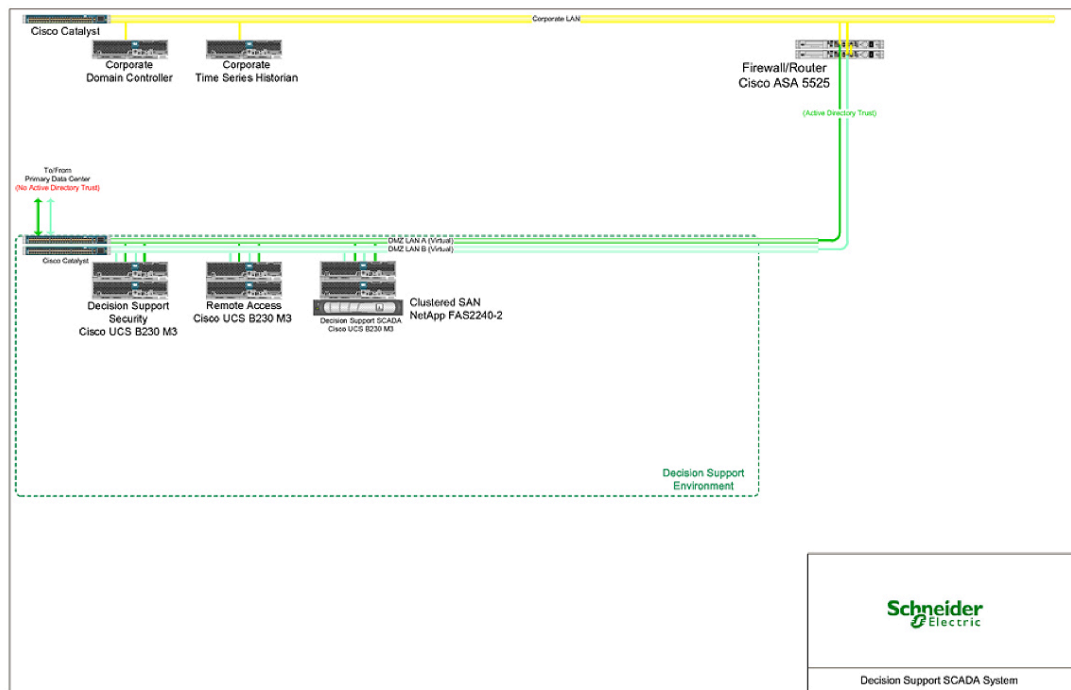 Corporate LAN
Cisco Catalyst
Corporate
Domain Controller
Corporate
Time Series Historian
Firewall/Router
Cisco ASA 5525
(Active Directory Trust)
To/From
Primary Data Center
(No Active Directory Trust)
DMZ LAN A (Virtual)
DMZ LAN B (Virtual)
Cisco Catalyst
Decision Support
Security
Cisco UCS B230 M3
Remote Access
Cisco UCS B230 M3
Decision Support SCADA
Cisco UCS B230 M3
Clustered SAN
NetApp FAS2240-2
Decision Support
Environment
Schneider
Electric
Decision Support SCADA System